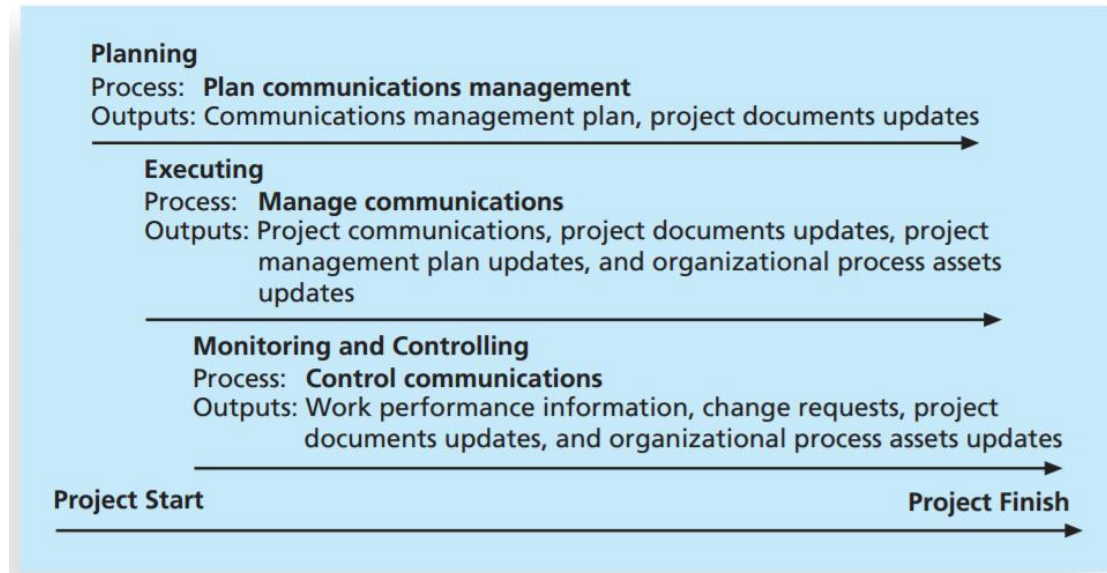 Planning
Process: Plan communications management
Outputs: Communications management plan, project documents updates
Executing
Process: Manage communications
Outputs: Project communications, project documents updates, project
management plan updates, and organizational process assets
updates
Monitoring and Controlling
Process: Control communications
Outputs: Work performance information, change requests, project
documents updates, and organizational process assets updates
Project Start
Project Finish